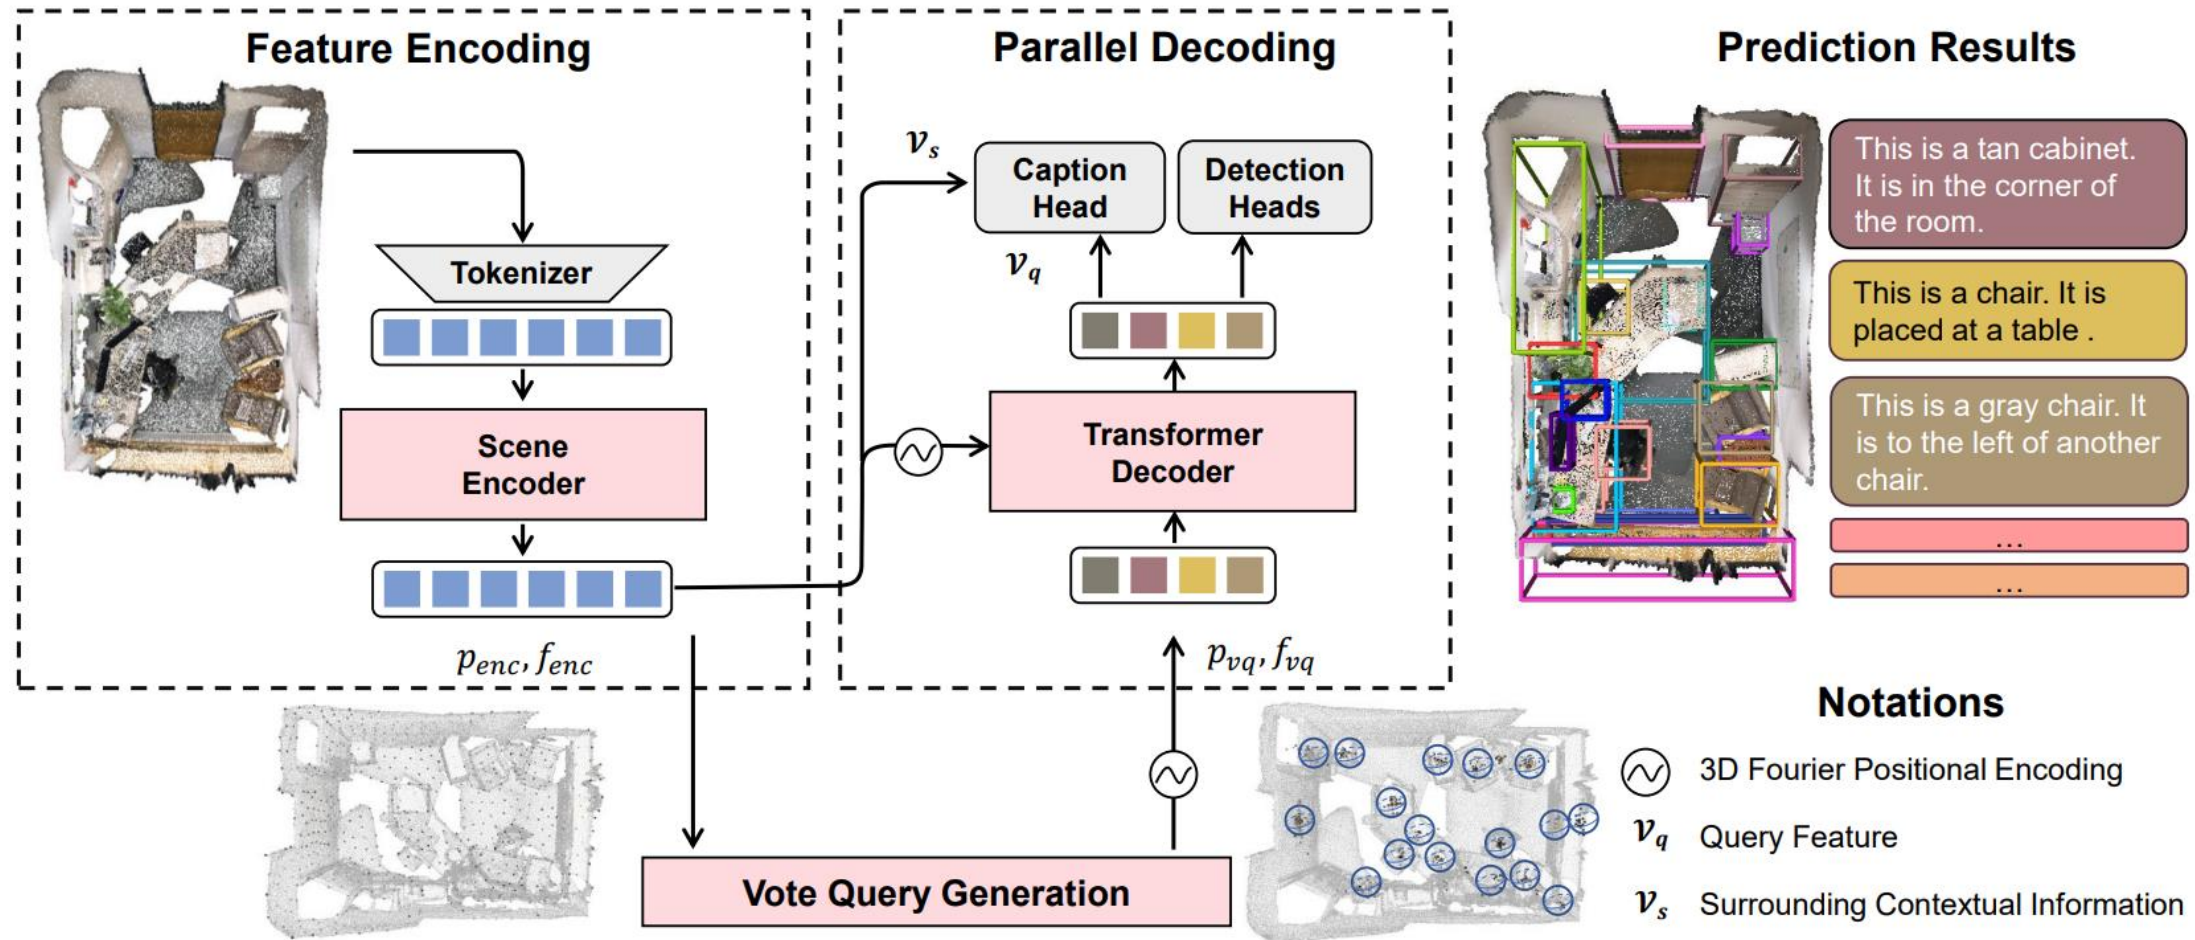 Feature Encoding
Tokenizer
Scene
Encoder
p_enc, f_enc
Parallel Decoding
𝒱_s
Caption
Head
Detection
Heads
𝒱_q
Transformer
Decoder
p_vq, f_vq
Vote Query Generation
Prediction Results
This is a tan cabinet.
It is in the corner of
the room.
This is a chair. It is
placed at a table .
This is a gray chair. It
is to the left of another
chair.
...
...
Notations
3D Fourier Positional Encoding
𝒱_q Query Feature
𝒱_s Surrounding Contextual Information